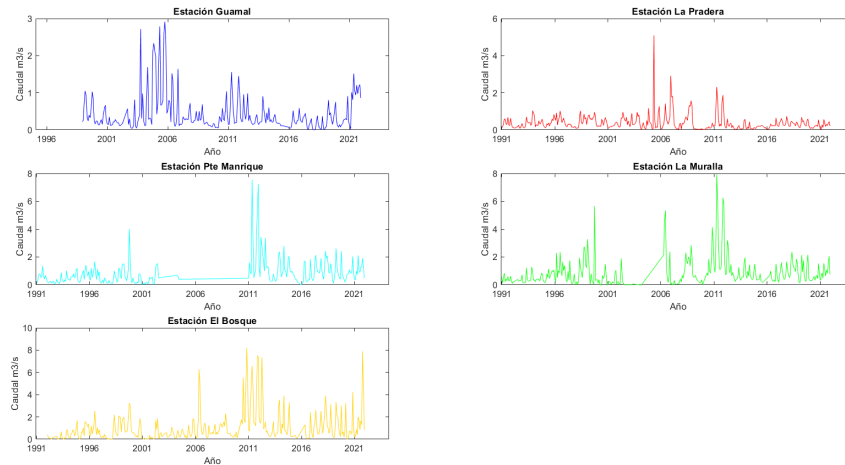 Estación Guamal
3
2
1
0
Caudal m3/s
1996 2001 2006 2011 2016 2021
Año
Estación La Pradera
6
4
2
0
Caudal m3/s
1991 1996 2001 2006 2011 2016 2021
Año
Estación Pte Manrique
8
6
4
2
0
Caudal m3/s
1991 1996 2001 2006 2011 2016 2021
Año
Estación La Muralla
8
6
4
2
0
Caudal m3/s
1991 1996 2001 2006 2011 2016 2021
Año
Estación El Bosque
10
8
6
4
2
0
Caudal m3/s
1991 1996 2001 2006 2011 2016 2021
Año